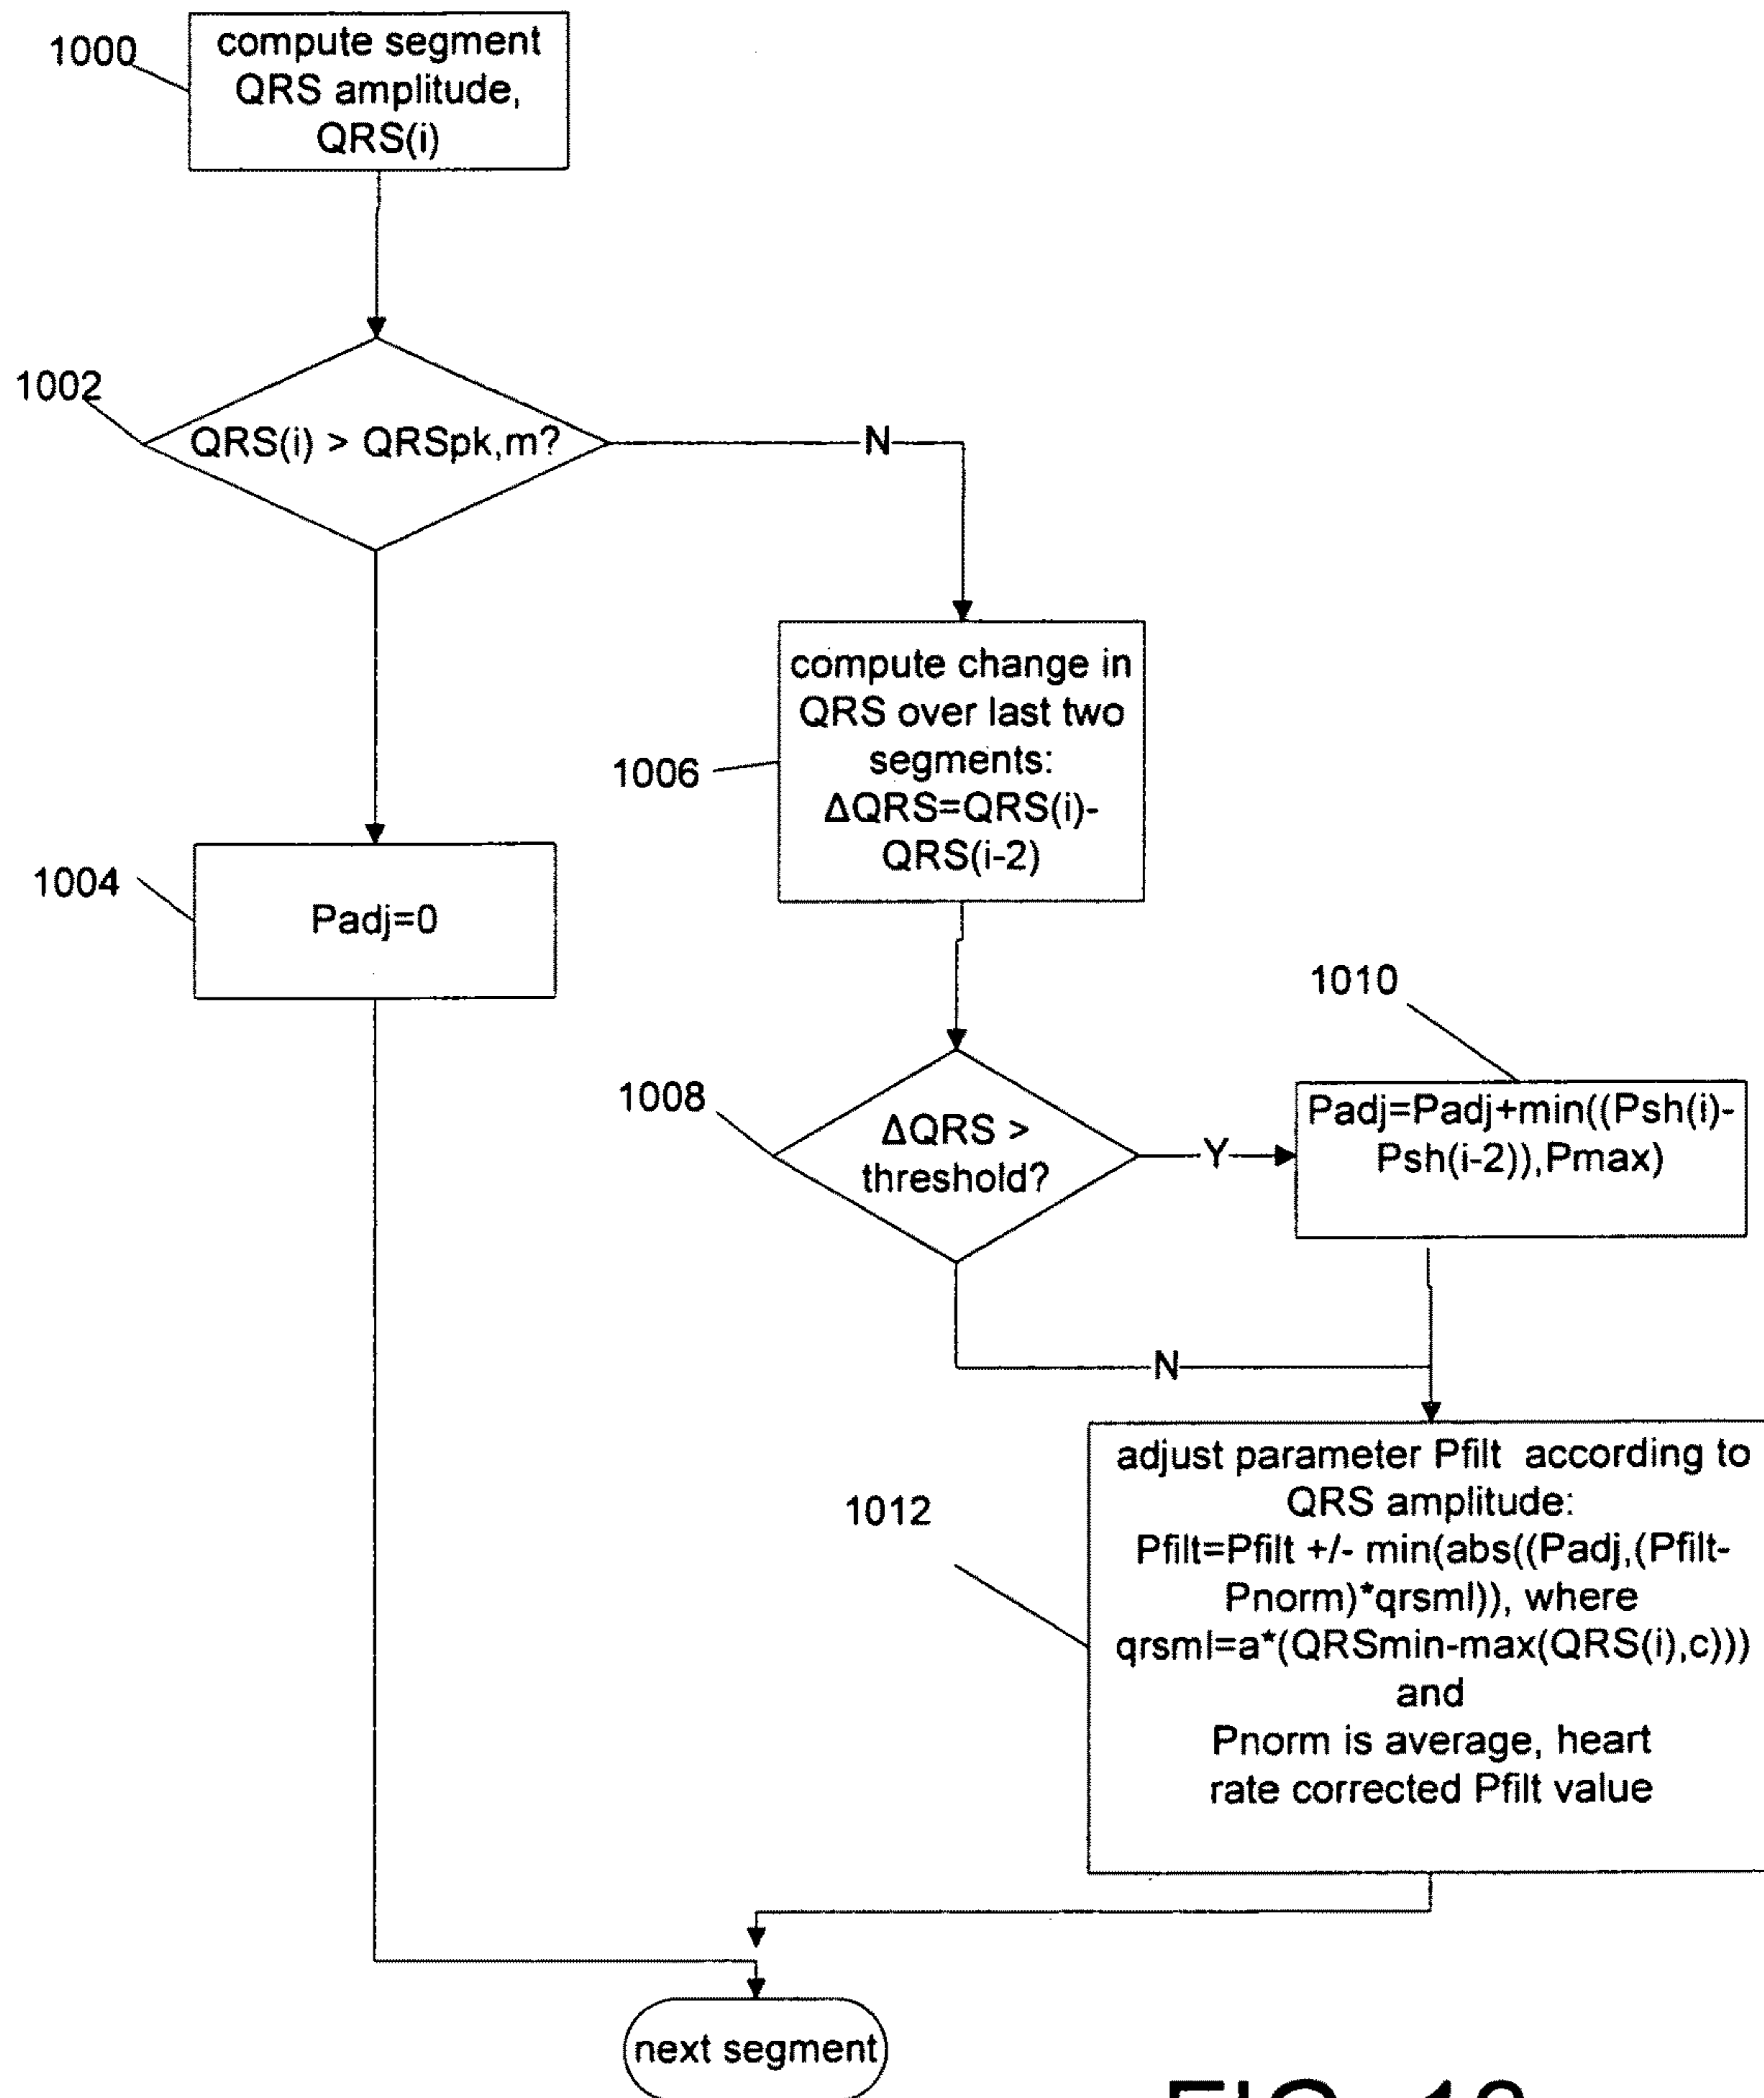 1000
compute segment
QRS amplitude,
QRS(i)
1002
QRS(i) > QRSpk,m?
N
compute change in
QRS over last two
segments:
ΔQRS=QRS(i)-
QRS(i-2)
1006
1004
Padj=0
1010
1008
ΔQRS >
threshold?
Y
Padj=Padj+min((Psh(i)-
Psh(i-2)),Pmax)
N
1012
adjust parameter Pfilt according to
QRS amplitude:
Pfilt=Pfilt +/- min(abs((Padj,(Pfilt-
Pnorm)*qrsml)), where
qrsml=a*(QRSmin-max(QRS(i),c)))
and
Pnorm is average, heart
rate corrected Pfilt value
next segment